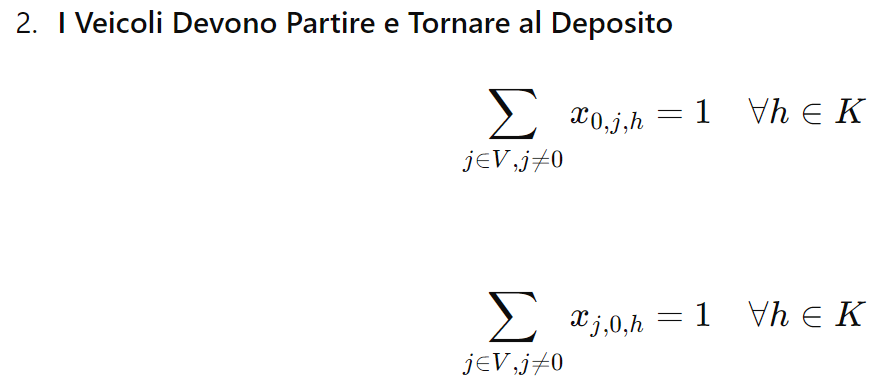 2. I Veicoli Devono Partire e Tornare al Deposito
∑_{j∈V,j≠0} x_{0,j,h} = 1 ∀h ∈ K
∑_{j∈V,j≠0} x_{j,0,h} = 1 ∀h ∈ K